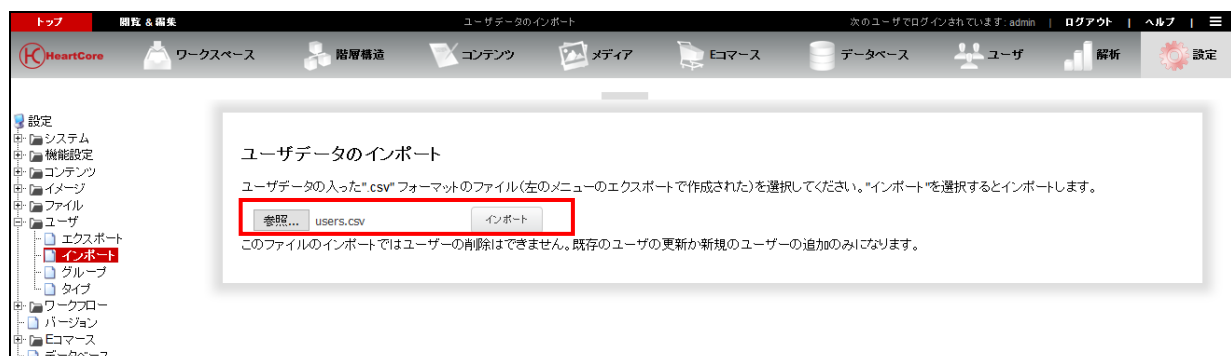 トップ 閲覧 & 編集 ユーザデータのインポート 次のユーザでログインされています: admin | ログアウト | ヘルプ |
HeartCore ワークスペース 階層構造 コンテンツ メディア Eコマース データベース ユーザ 解析 設定
設定
システム
機能設定
コンテンツ
イメージ
ファイル
ユーザ
エクスポート
インポート
グループ
タイプ
ワークフロー
バージョン
Eコマース
データベース
ユーザデータのインポート
ユーザデータの入った".csv" フォーマットのファイル(左のメニューのエクスポートで作成された)を選択してください。"インポート"を選択するとインポートします。
参照... users.csv インポート
このファイルのインポートではユーザーの削除はできません。既存のユーザの更新か新規のユーザーの追加のみになります。